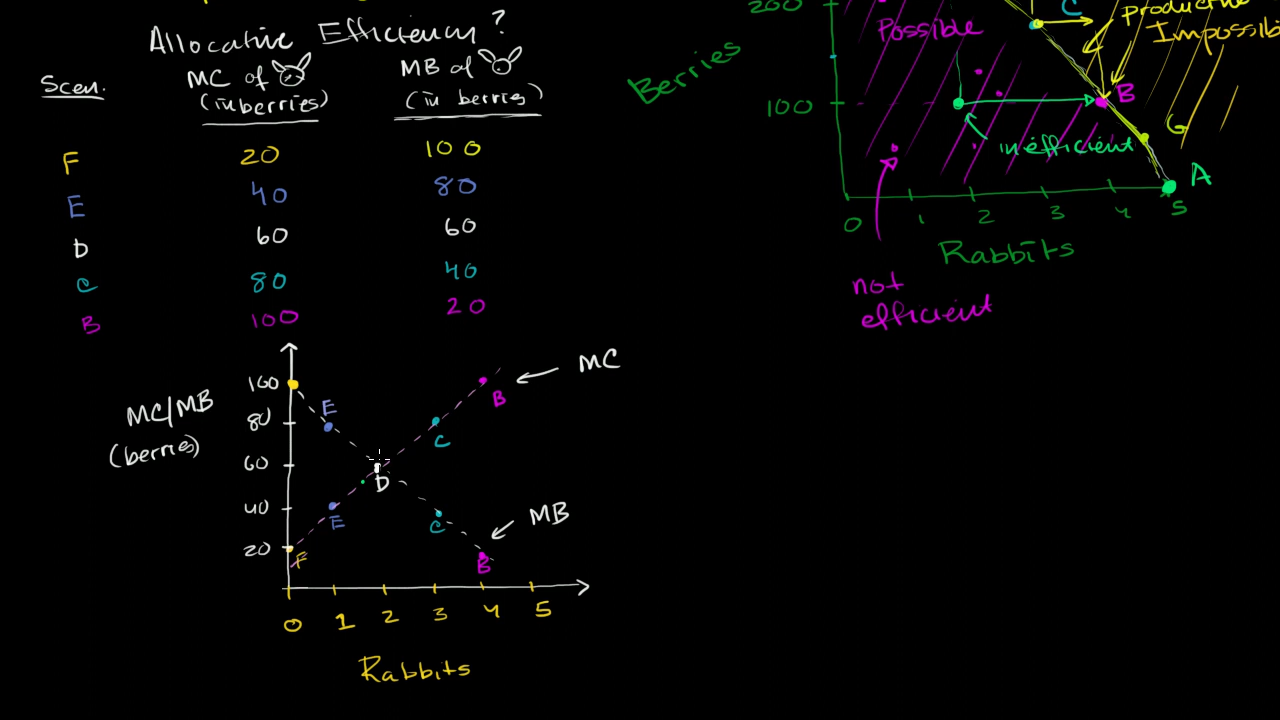 Allocative Efficiency?
Scen.
MC of
(in berries)
MB of
(in berries)
F 20 100
E 40 80
D 60 60
C 80 40
B 100 20
MC/MB
(berries)
100
80
60
40
20
E
D
C
B
F
E
C
B
MC
MB
0 1 2 3 4 5
Rabbits
200
Berries
100
Possible
C
Impossib
B
G
inefficient
A
0 1 2 3 4 5
Rabbits
not
efficient